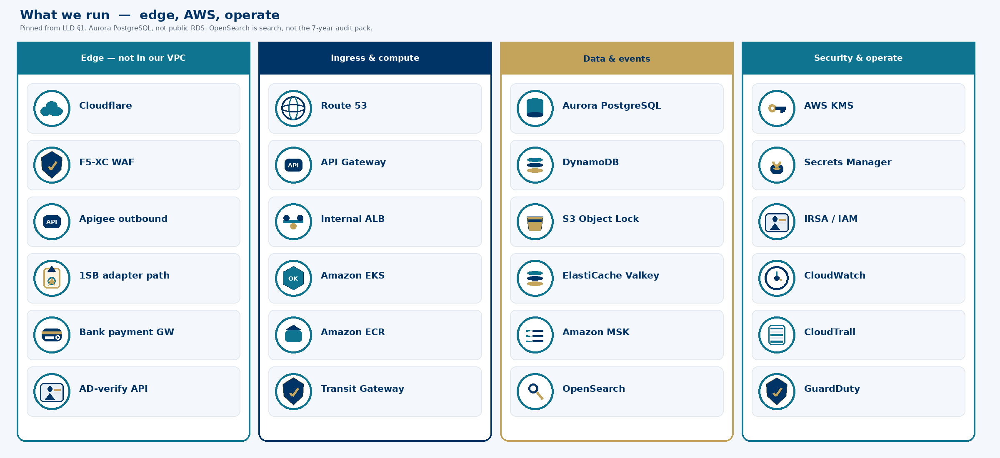 What we run — edge, AWS, operate
Pinned from LLD §1. Aurora PostgreSQL, not public RDS. OpenSearch is search, not the 7-year audit pack.
Edge — not in our VPC
Cloudflare
F5-XC WAF
API
Apigee outbound
1SB adapter path
Bank payment GW
AD-verify API
Ingress & compute
Route 53
API
API Gateway
Internal ALB
OK
Amazon EKS
Amazon ECR
Transit Gateway
Data & events
Aurora PostgreSQL
DynamoDB
S3 Object Lock
ElastiCache Valkey
Amazon MSK
OpenSearch
Security & operate
AWS KMS
Secrets Manager
IRSA / IAM
CloudWatch
CloudTrail
GuardDuty